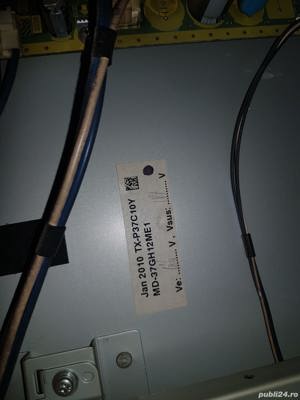 Jan 2010 TX-P37C10Y
MD-37GH12ME1
Ve: ......... V , Vsus: ......... V
publi24.ro